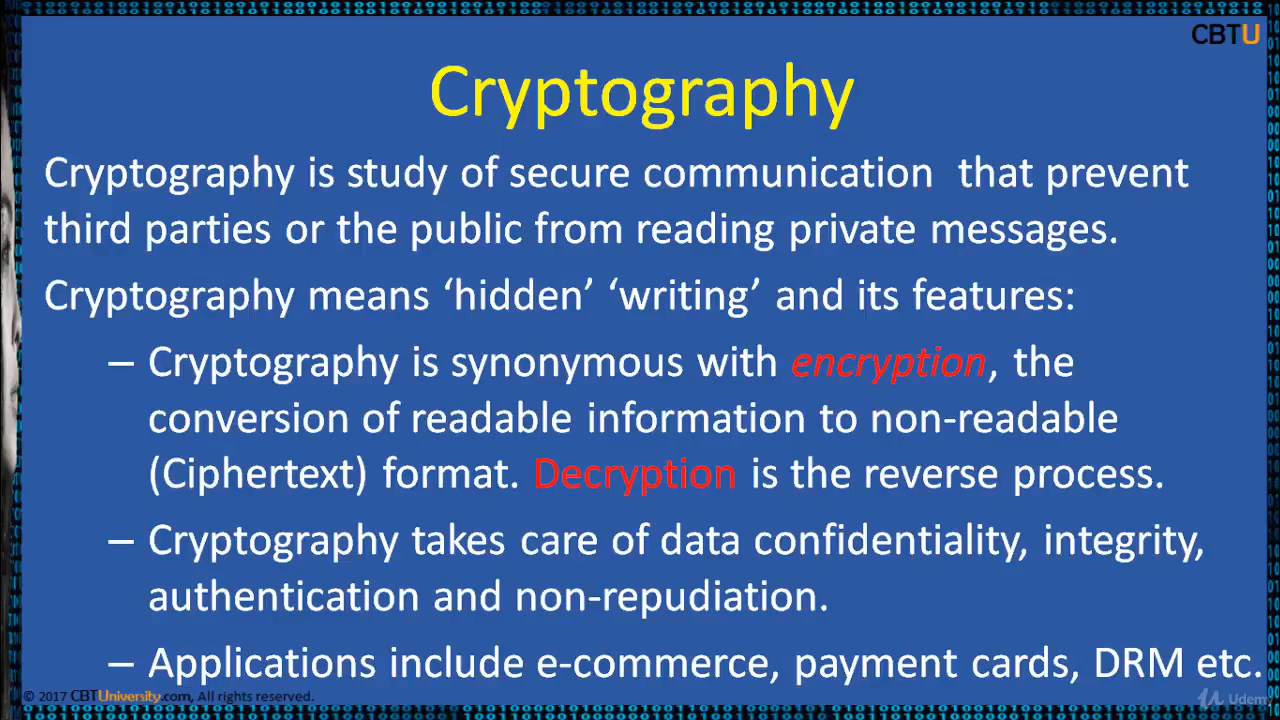 CBTU
Cryptography
Cryptography is study of secure communication  that prevent
third parties or the public from reading private messages.
Cryptography means ‘hidden’ ‘writing’ and its features:
– Cryptography is synonymous with encryption, the
conversion of readable information to non-readable
(Ciphertext) format. Decryption is the reverse process.
– Cryptography takes care of data confidentiality, integrity,
authentication and non-repudiation.
– Applications include e-commerce, payment cards, DRM etc.
© 2017 CBTUniversity.com, All rights reserved.
Udemy